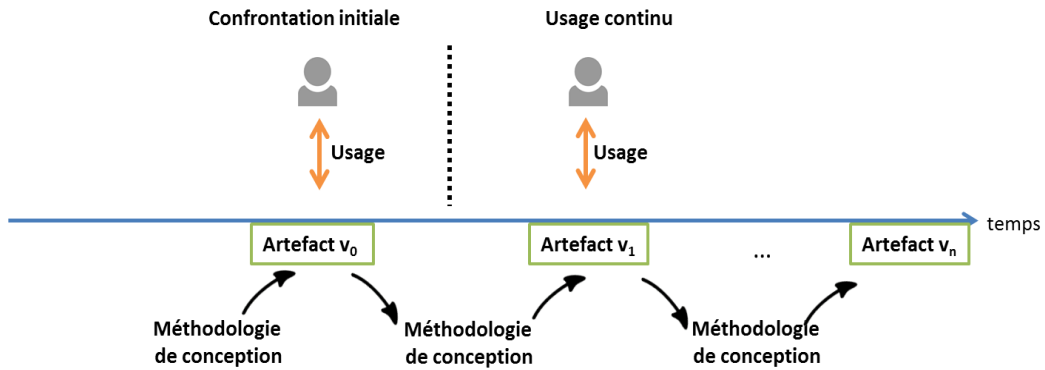 Confrontation initiale
Usage continu
Usage
Usage
temps
Artefact v₀
Artefact v₁
...
Artefact vₙ
Méthodologie
de conception
Méthodologie
de conception
Méthodologie
de conception